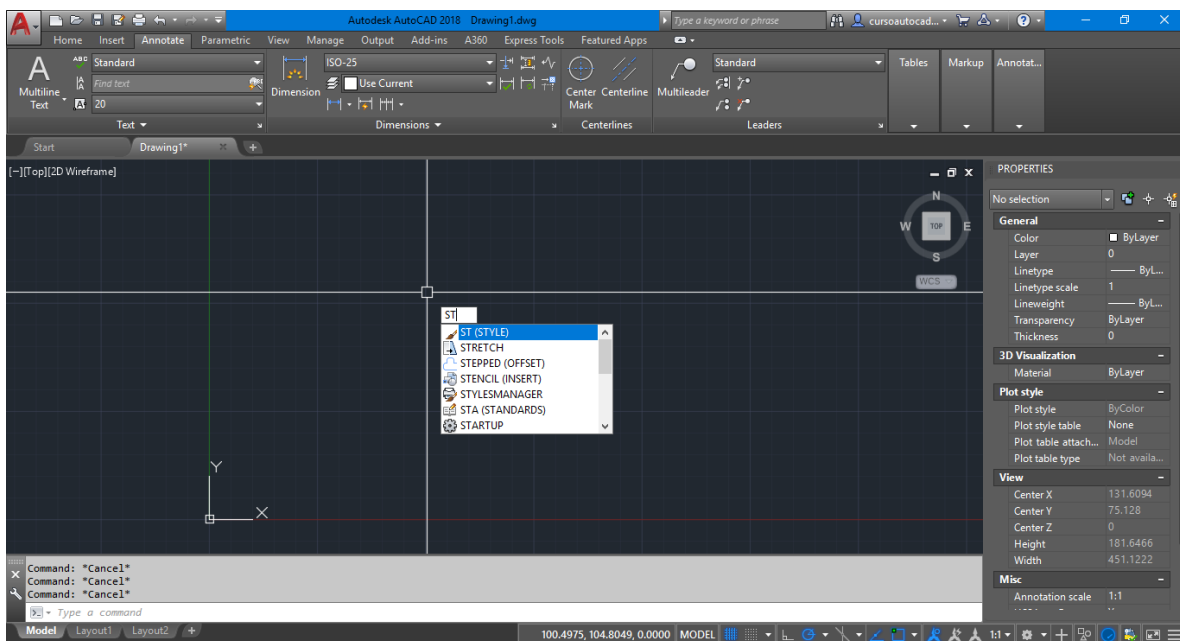 Autodesk AutoCAD 2018 Drawing1.dwg
Type a keyword or phrase
cursoautocad...
Home Insert Annotate Parametric View Manage Output Add-ins A360 Express Tools Featured Apps
A Multiline Text
ABC Standard
Find text
20
Text
Dimension
ISO-25
Use Current
Dimensions
Center Mark
Centerline
Centerlines
Multileader
Standard
Leaders
Tables
Markup
Annotat...
Start Drawing1*
[−][Top][2D Wireframe]
N
W TOP E
S
WCS
ST
ST (STYLE)
STRETCH
STEPPED (OFFSET)
STENCIL (INSERT)
STYLESMANAGER
STA (STANDARDS)
STARTUP
Y
X
PROPERTIES
No selection
General
Color ByLayer
Layer 0
Linetype ByL...
Linetype scale 1
Lineweight ByL...
Transparency ByLayer
Thickness 0
3D Visualization
Material ByLayer
Plot style
Plot style ByColor
Plot style table None
Plot table attach... Model
Plot table type Not availa...
View
Center X 131.6094
Center Y 75.128
Center Z 0
Height 181.6466
Width 451.1222
Misc
Annotation scale 1:1
Command: *Cancel*
Command: *Cancel*
Command: *Cancel*
Type a command
Model Layout1 Layout2 +
100.4975, 104.8049, 0.0000 MODEL 1:1